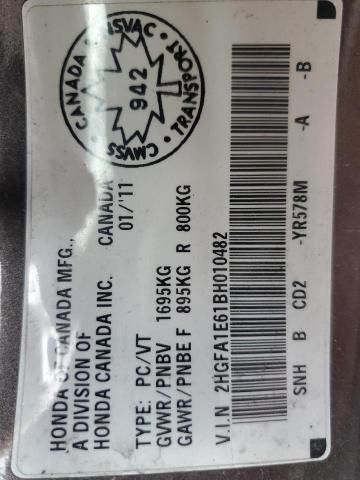 HONDA OF CANADA MFG.,
A DIVISION OF
HONDA CANADA INC. CANADA
01/'11
TYPE: PC/VT
GVWR/PNBV 1695KG
GAWR/PNBE F 895KG R 800KG
V.I.N 2HGFA1E61BH010482
SNH B CD2 -YR578M -A -B
CANADA
TRANSPORT
CMVSS
942